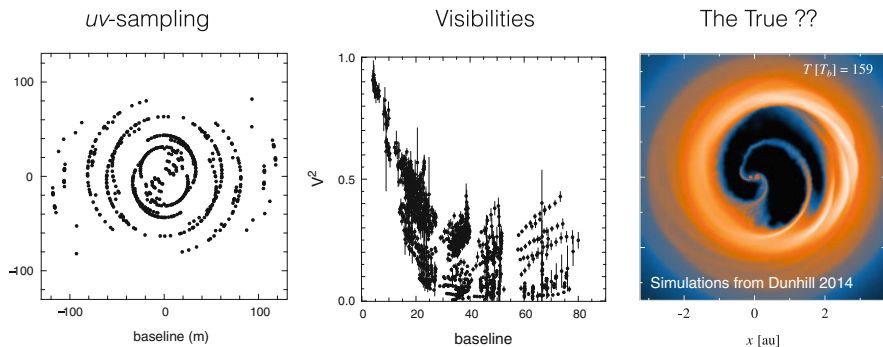 uv-sampling
Visibilities
The True ??
100
0
−100
−100
0
100
baseline (m)
1.0
0.5
0.0
V²
0
20
40
60
80
baseline
T [T_b] = 159
Simulations from Dunhill 2014
-2
0
2
x [au]